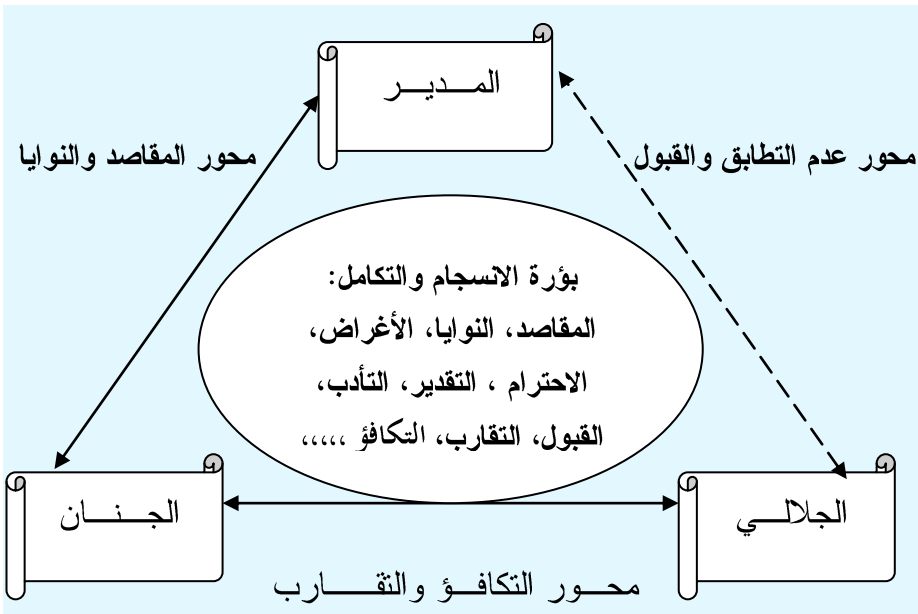 المـــديـــر
محور عدم التطابق والقبول
محور المقاصد والنوايا
بؤرة الانسجام والتكامل:
المقاصد، النوايا، الأغراض،
الاحترام ، التقدير، التأدب،
القبول، التقارب، التكافؤ ،،،،،
الجلالـــي
الجـــنـــان
محـــور التكافـــؤ والتقـــــارب